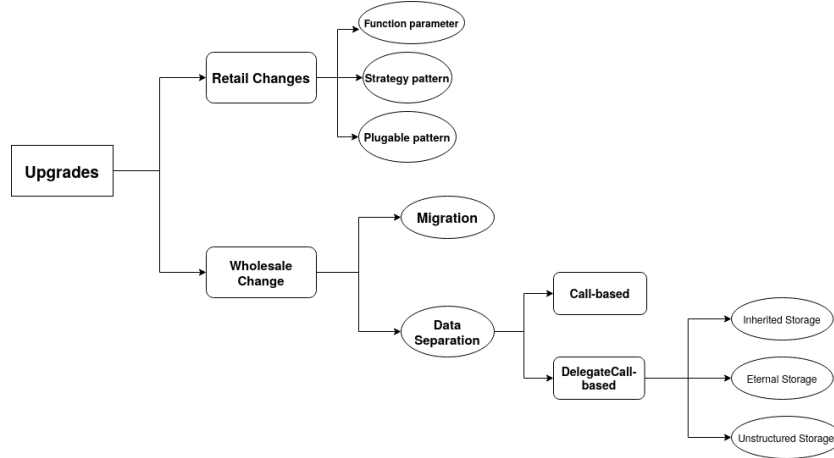 Function parameter
Retail Changes
Strategy pattern
Plugable pattern
Upgrades
Migration
Wholesale
Change
Call-based
Data
Separation
Inherited Storage
DelegateCall-
based
Eternal Storage
Unstructured Storage